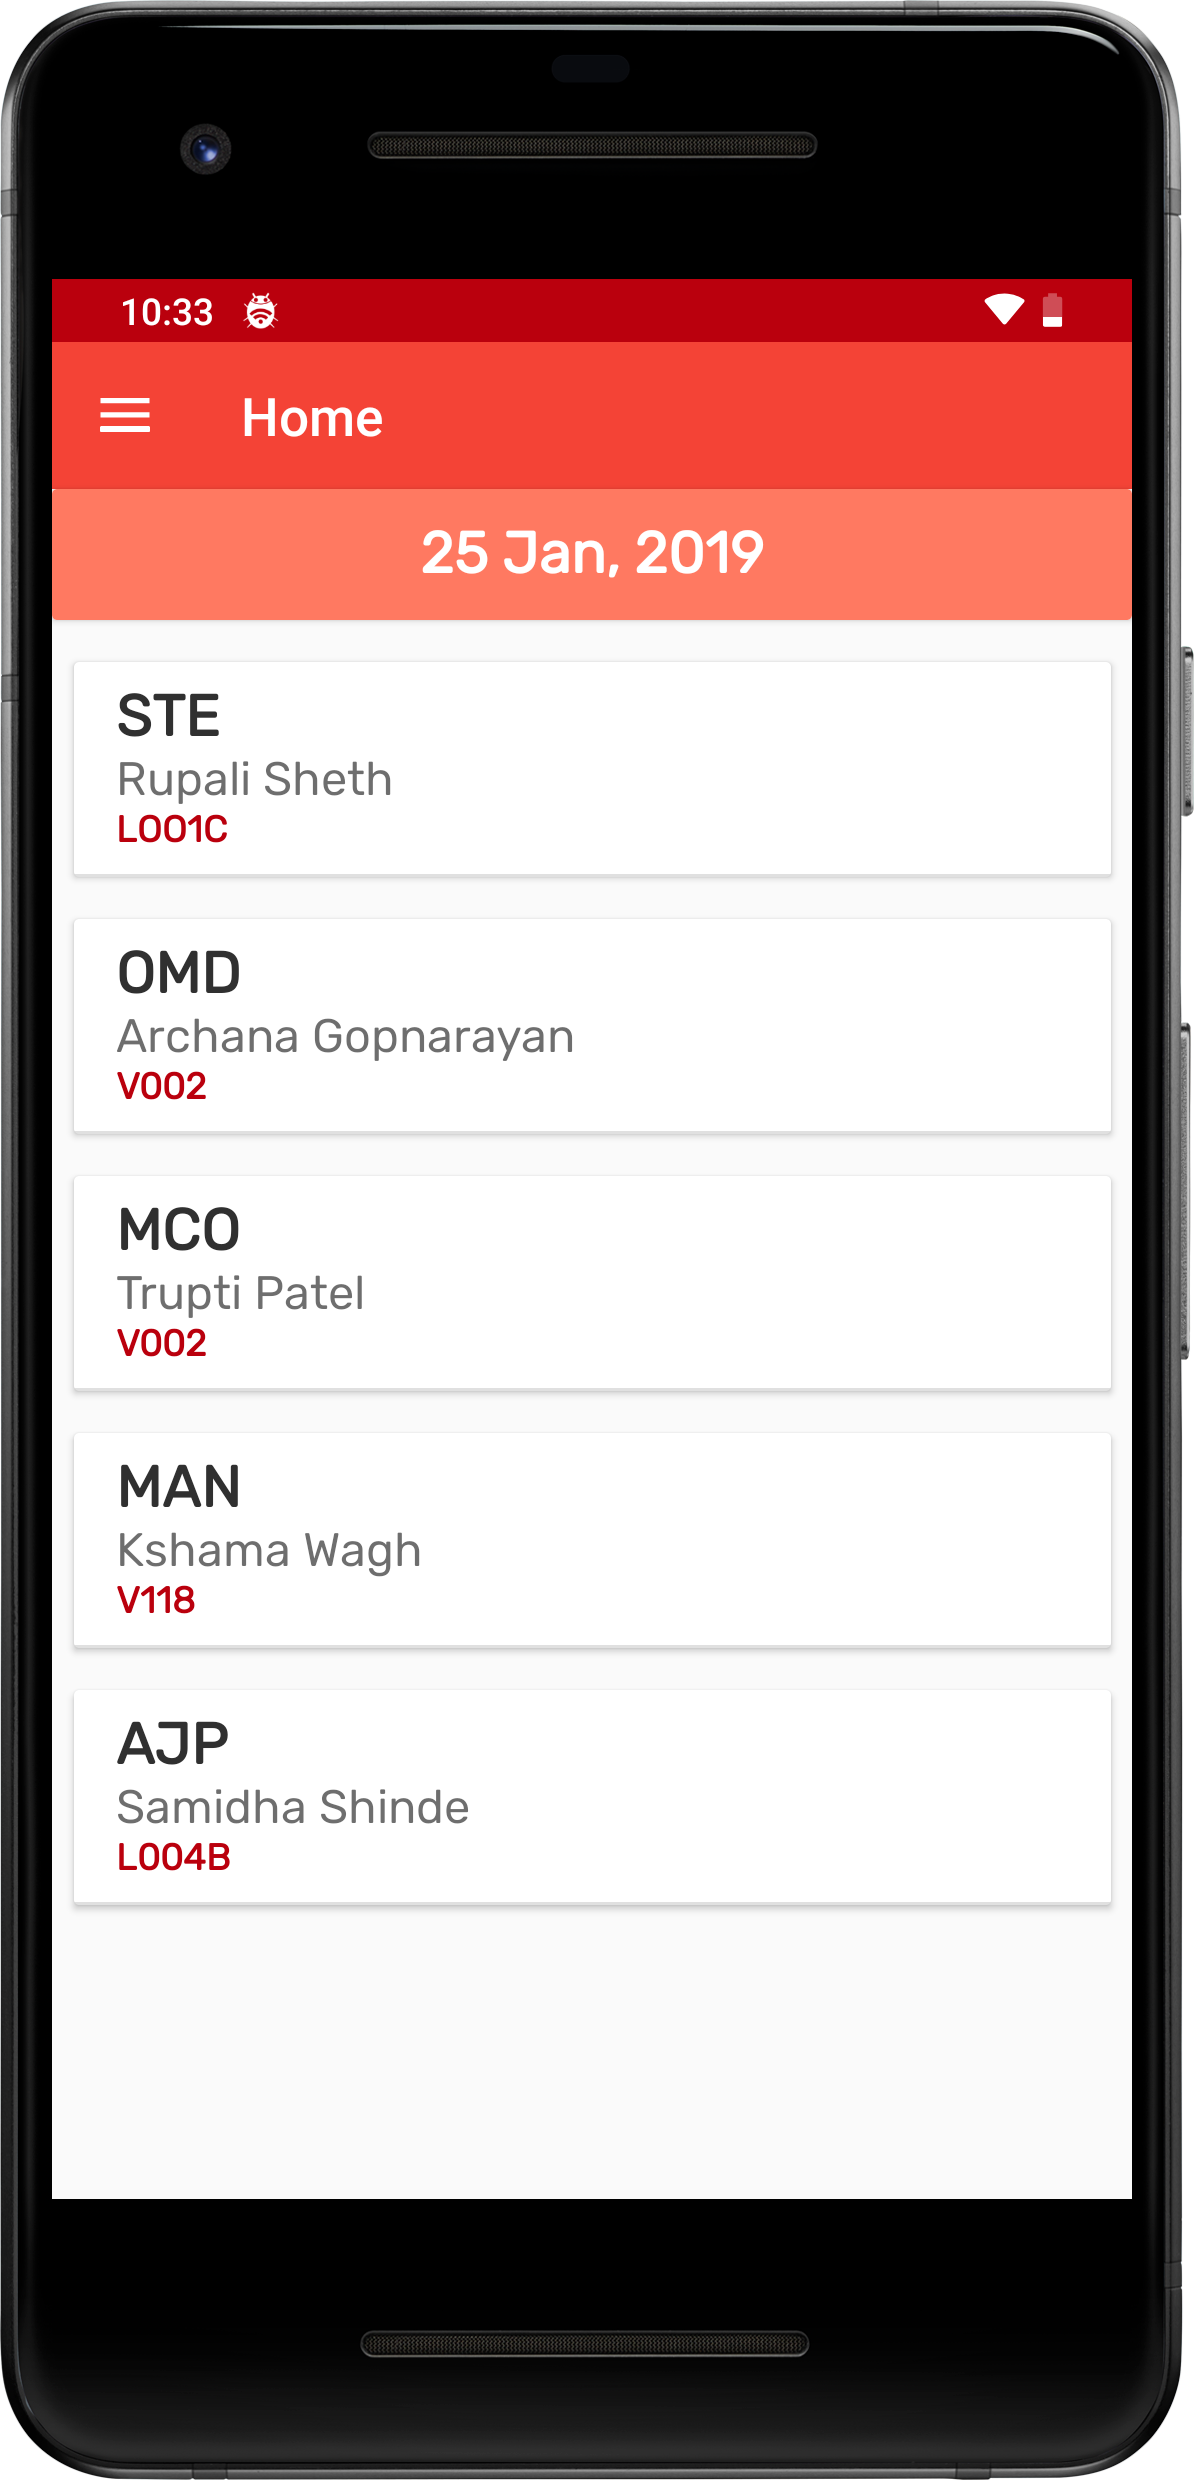 10:33
Home
25 Jan, 2019
STE
Rupali Sheth
L001C
OMD
Archana Gopnarayan
V002
MCO
Trupti Patel
V002
MAN
Kshama Wagh
V118
AJP
Samidha Shinde
L004B